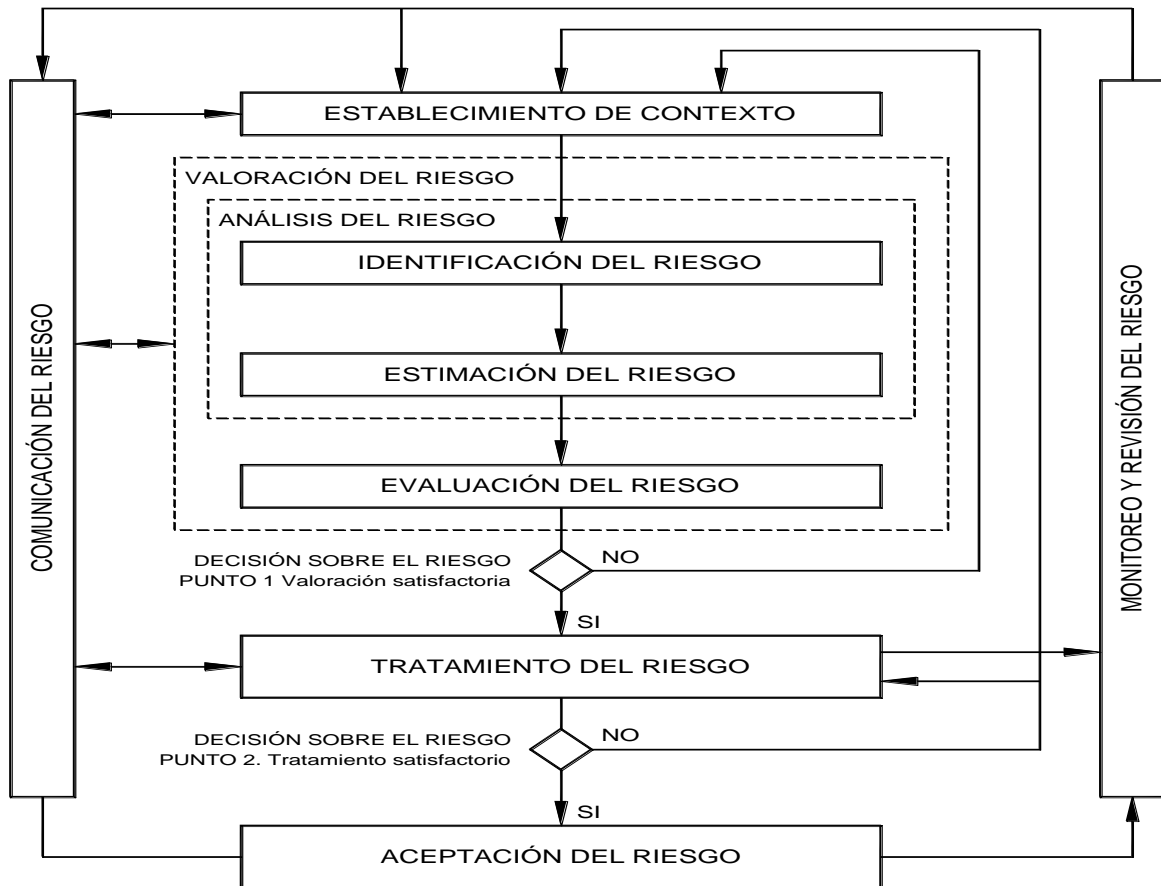 ESTABLECIMIENTO DE CONTEXTO
VALORACIÓN DEL RIESGO
ANÁLISIS DEL RIESGO
IDENTIFICACIÓN DEL RIESGO
ESTIMACIÓN DEL RIESGO
EVALUACIÓN DEL RIESGO
DECISIÓN SOBRE EL RIESGO
PUNTO 1 Valoración satisfactoria
NO
SI
TRATAMIENTO DEL RIESGO
DECISIÓN SOBRE EL RIESGO
PUNTO 2. Tratamiento satisfactorio
NO
SI
ACEPTACIÓN DEL RIESGO
COMUNICACIÓN DEL RIESGO
MONITOREO Y REVISIÓN DEL RIESGO